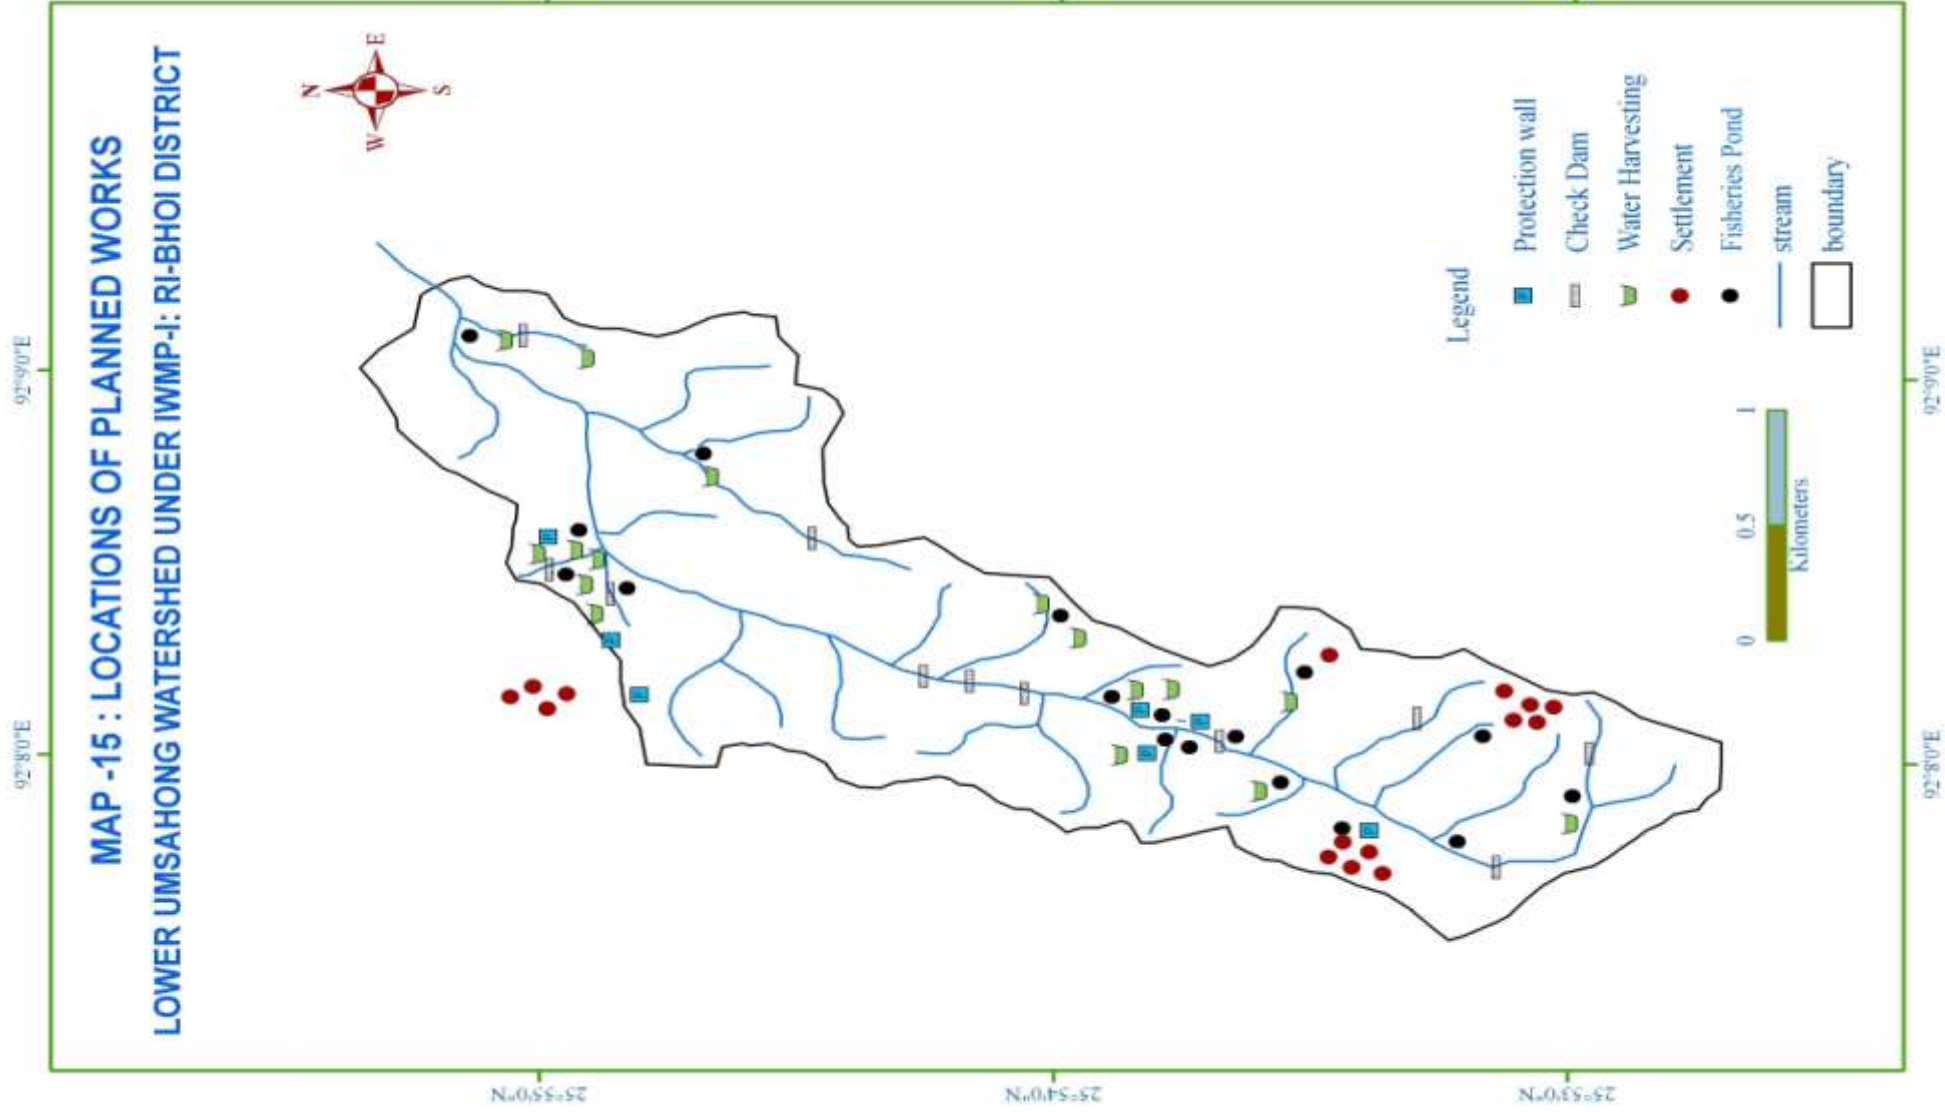 MAP -15 : LOCATIONS OF PLANNED WORKS
LOWER UMSAHONG WATERSHED UNDER IWMP-I: RI-BHOI DISTRICT
N
E
S
W
92°8'0"E
92°9'0"E
25°55'0"N
25°54'0"N
25°53'0"N
Legend
P Protection wall
Check Dam
Water Harvesting
Settlement
Fisheries Pond
stream
boundary
0 0.5 1
Kilometers
92°8'0"E
92°9'0"E